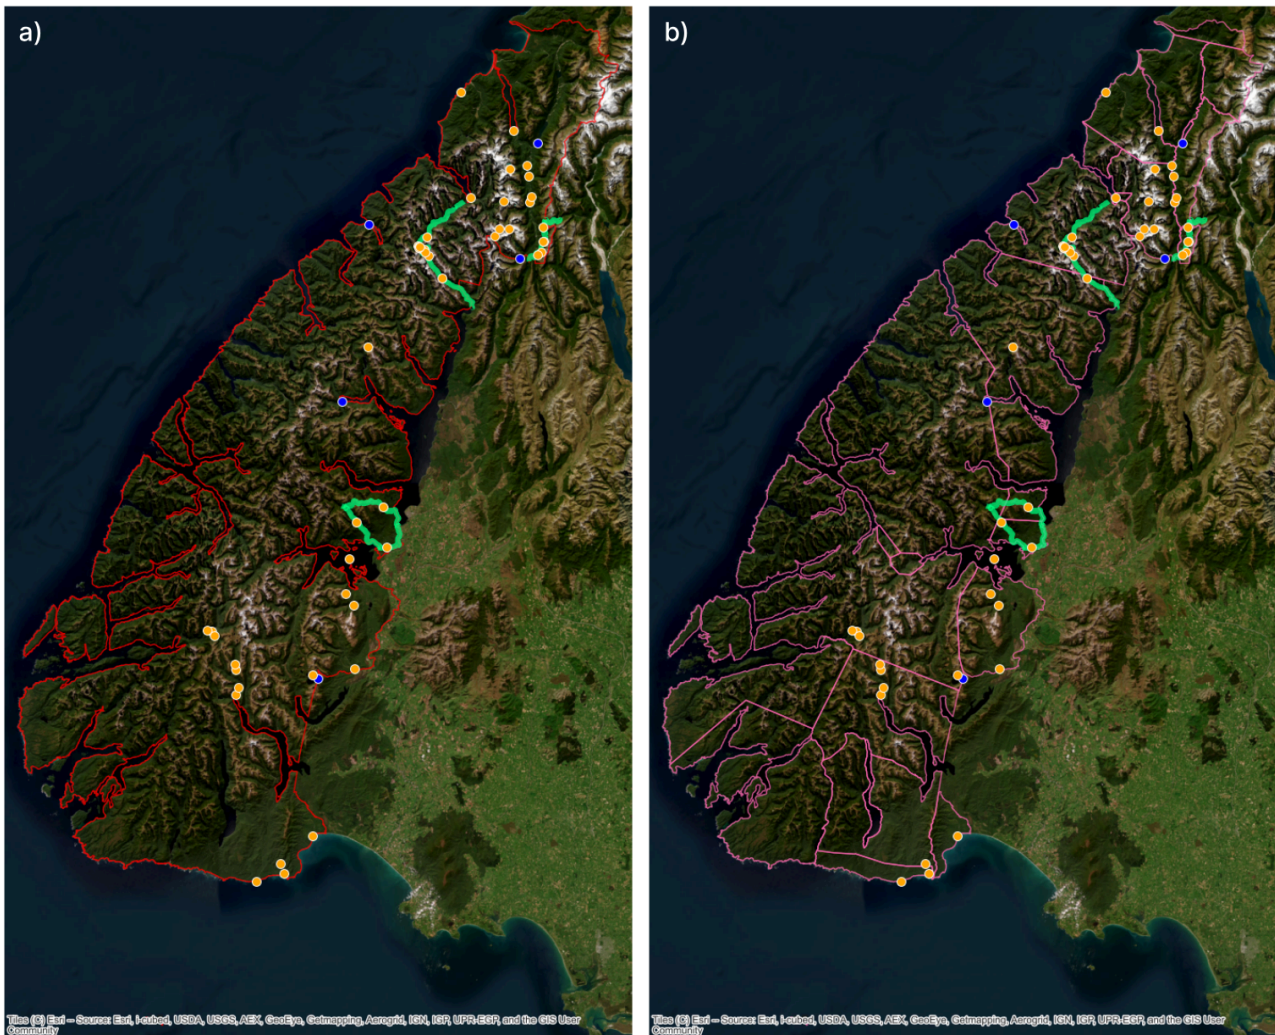 a)
b)
Tiles (C) Esri -- Source: Esri, i-cubed, USDA, USGS, AEX, GeoEye, Getmapping, Aerogrid, IGN, IGP, UPR-EGP, and the GIS User
Community
Tiles (C) Esri -- Source: Esri, i-cubed, USDA, USGS, AEX, GeoEye, Getmapping, Aerogrid, IGN, IGP, UPR-EGP, and the GIS User
Community